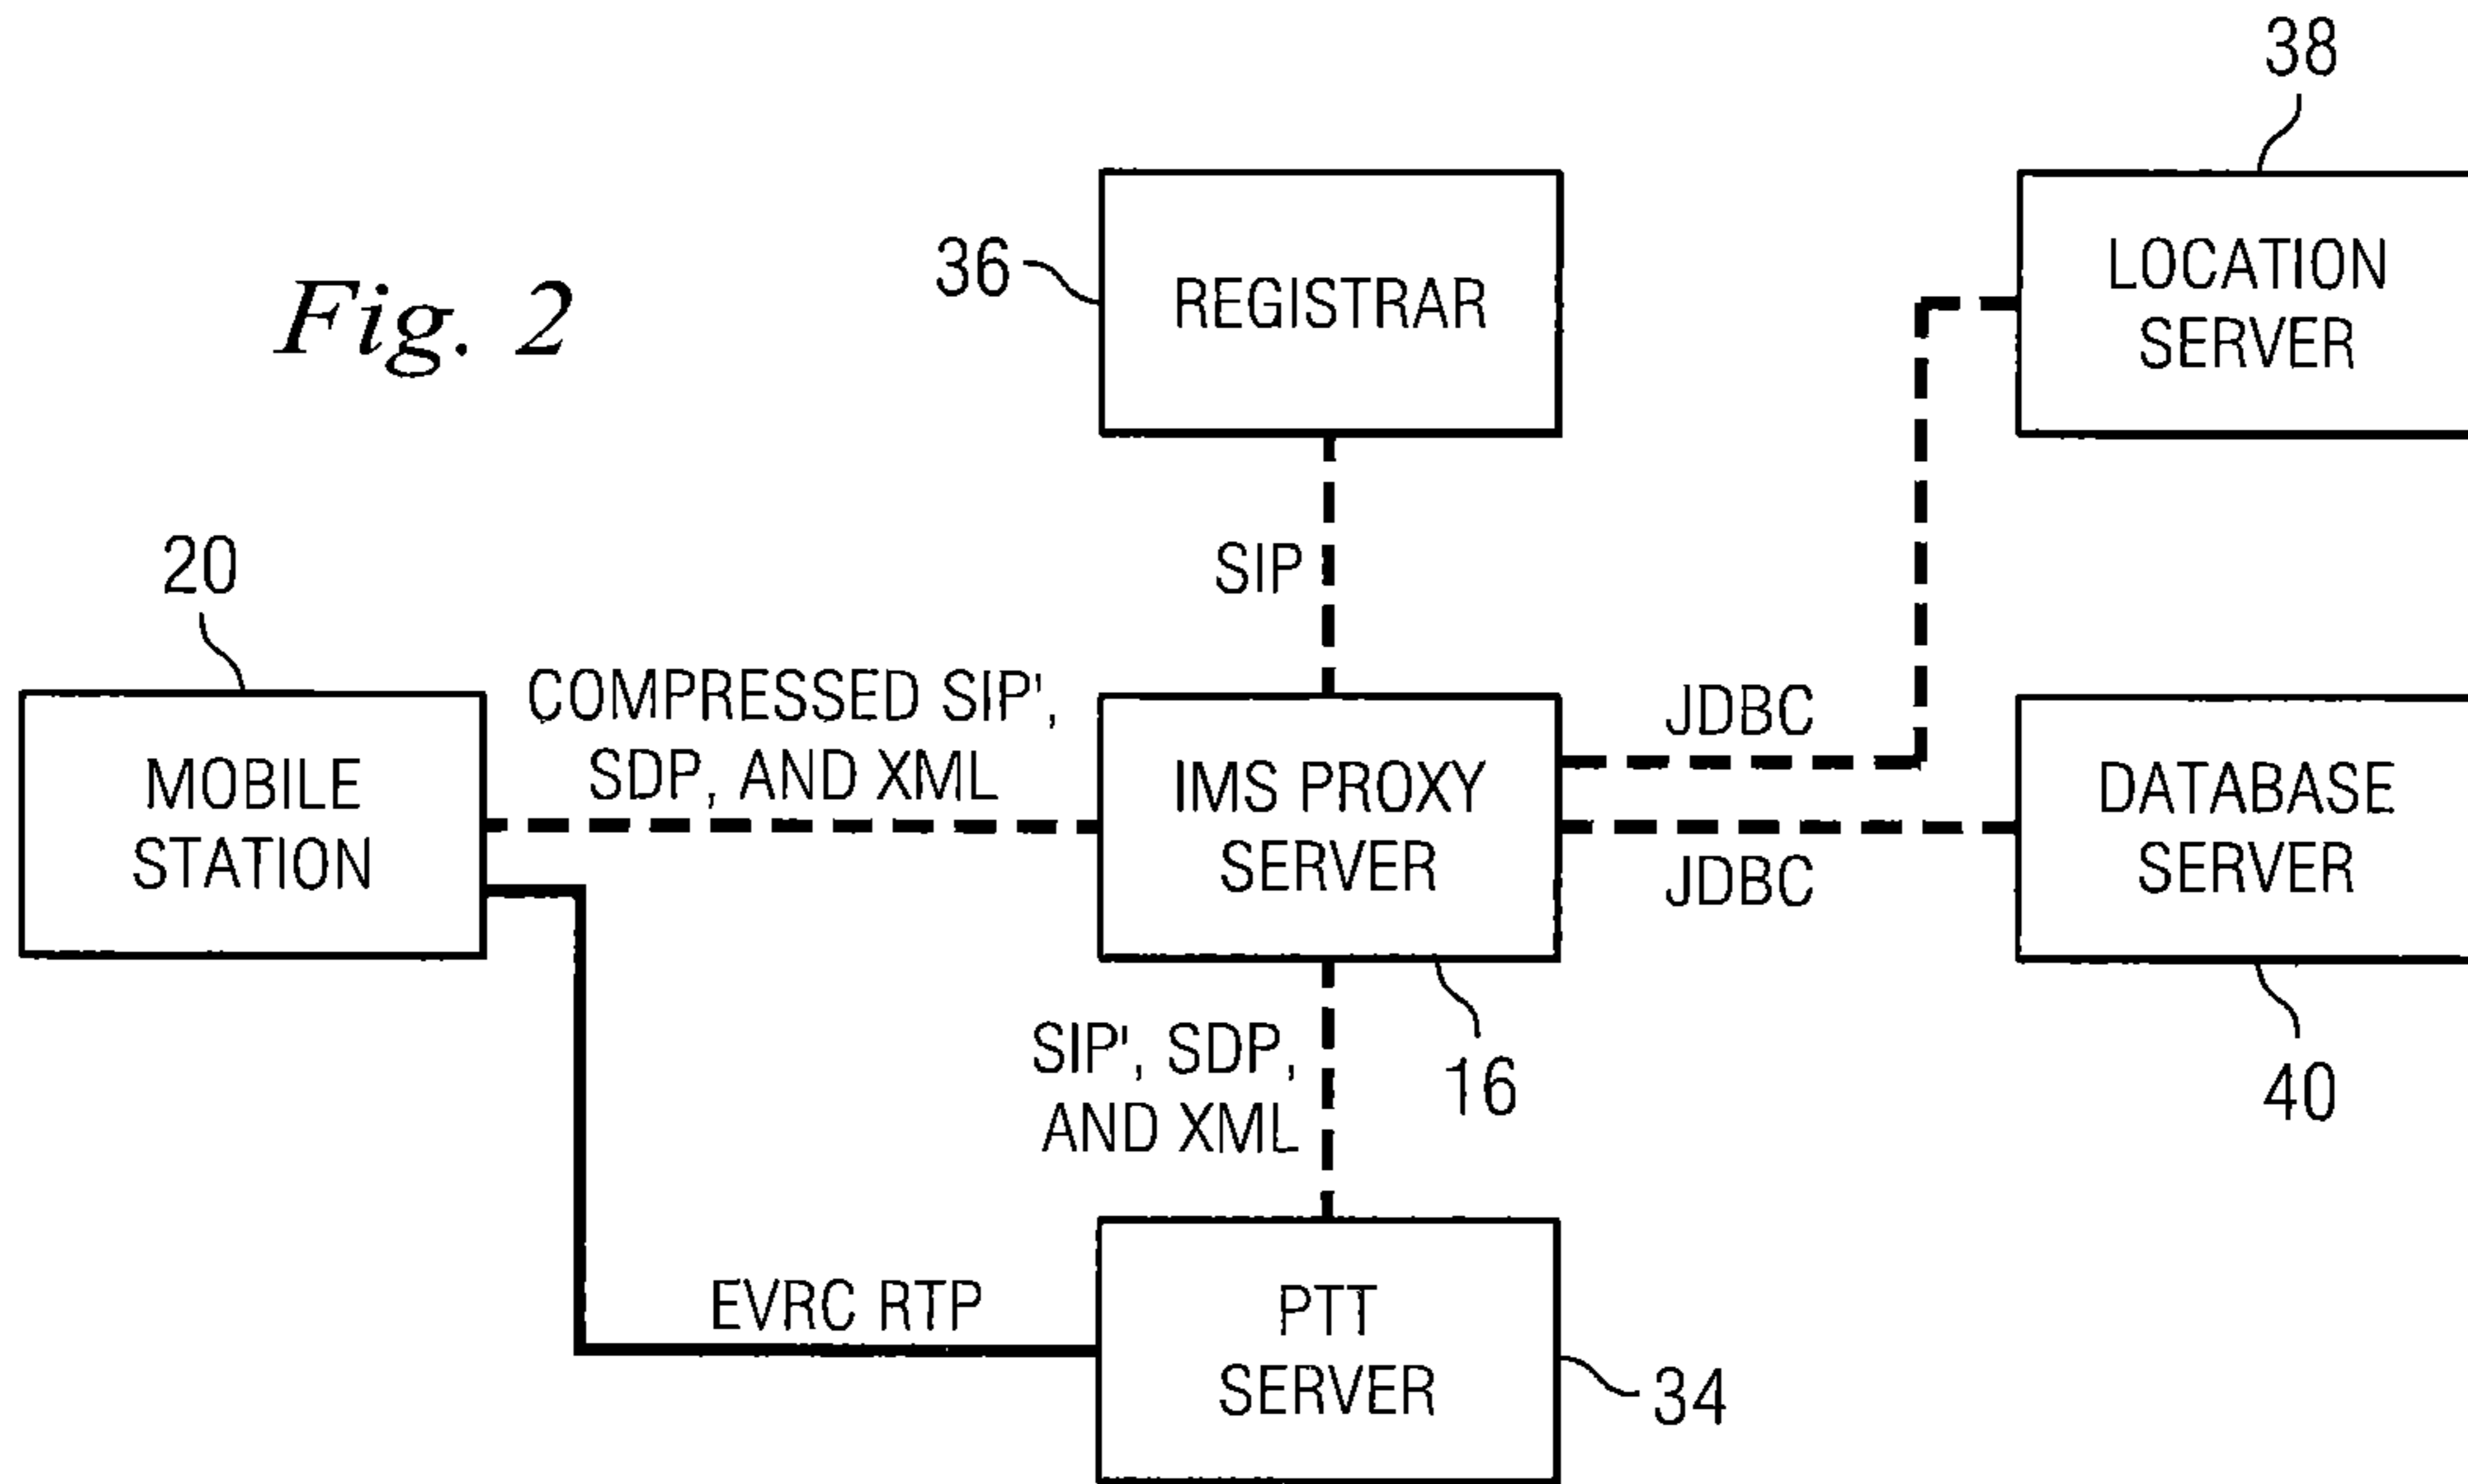 38
36
REGISTRAR
LOCATION
SERVER
Fig. 2
SIP
20
COMPRESSED SIP',
SDP, AND XML
MOBILE
STATION
IMS PROXY
SERVER
JDBC
JDBC
DATABASE
SERVER
SIP', SDP,
AND XML
16
40
EVRC RTP
PTT
SERVER
34